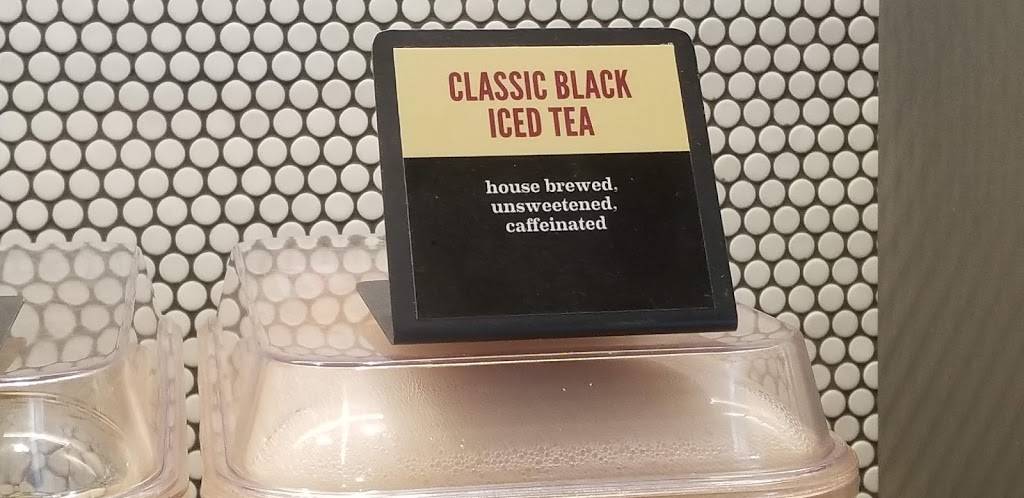 CLASSIC BLACK
ICED TEA
house brewed,
unsweetened,
caffeinated